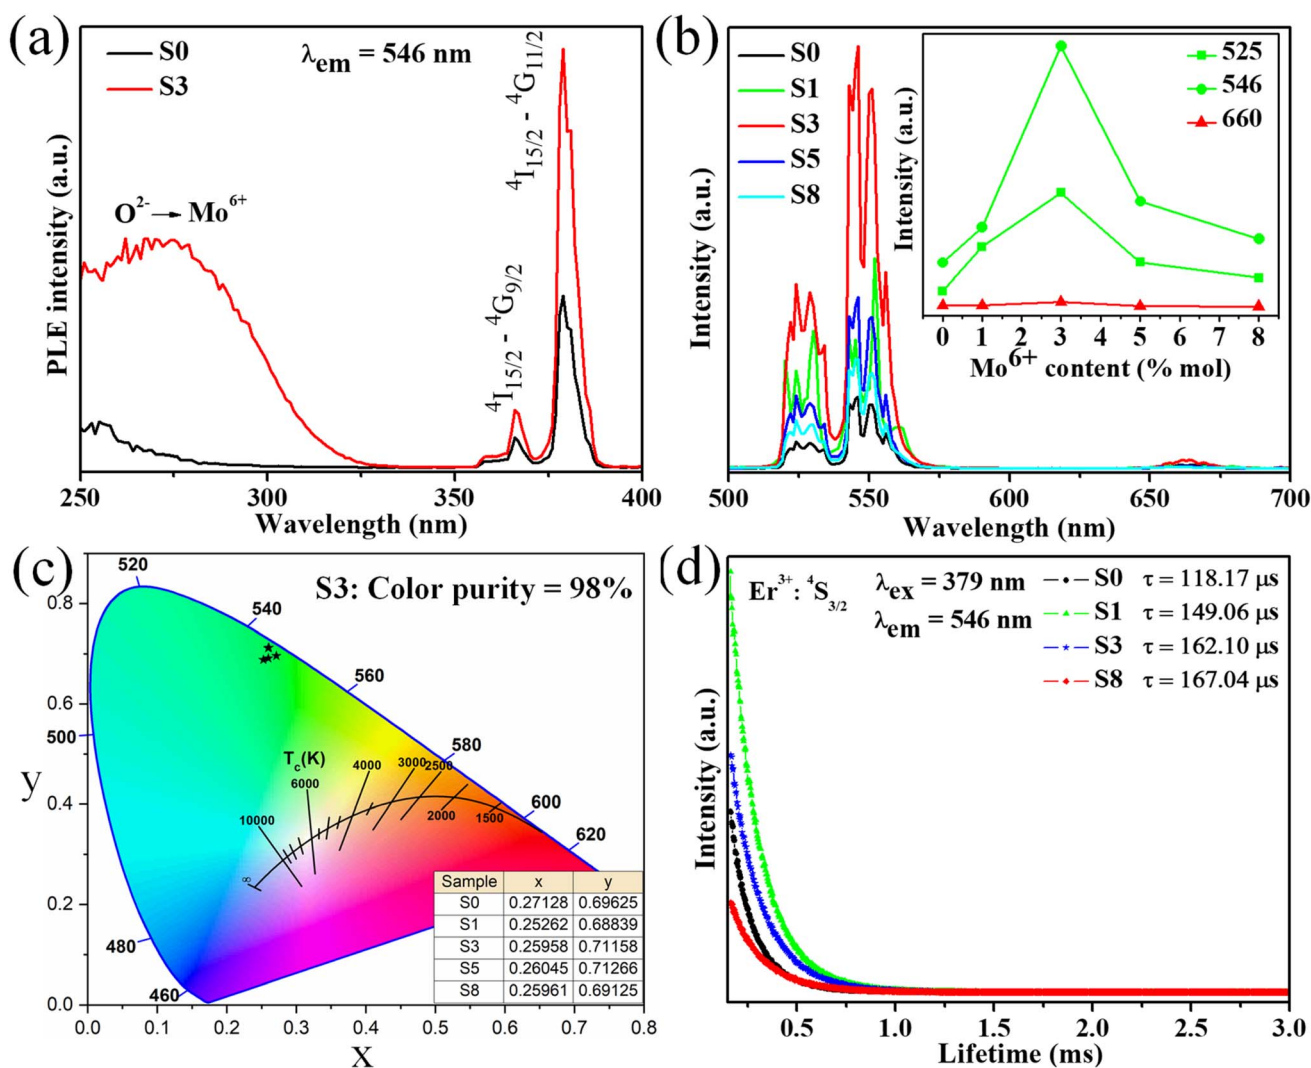 (a)
S0
S3
λem = 546 nm
O2- → Mo6+
4I15/2 - 4G9/2
4I15/2 - 4G11/2
PLE intensity (a.u.)
250 300 350 400
Wavelength (nm)
(b)
S0
S1
S3
S5
S8
Intensity (a.u.)
500 550 600 650 700
Wavelength (nm)
525
546
660
Intensity (a.u.)
0 1 2 3 4 5 6 7 8
Mo6+ content (% mol)
(c)
S3: Color purity = 98%
520
540
560
580
600
620
500
480
460
Tc(K)
∞
10000
6000
4000
3000
2500
2000
1500
y
0.8
0.6
0.4
0.2
0.0
0.0 0.1 0.2 0.3 0.4 0.5 0.6 0.7 0.8
x
Sample x y
S0 0.27128 0.69625
S1 0.25262 0.68839
S3 0.25958 0.71158
S5 0.26045 0.71266
S8 0.25961 0.69125
(d)
Er3+: 4S3/2
λex = 379 nm
λem = 546 nm
S0 τ = 118.17 µs
S1 τ = 149.06 µs
S3 τ = 162.10 µs
S8 τ = 167.04 µs
Intensity (a.u.)
0.5 1.0 1.5 2.0 2.5 3.0
Lifetime (ms)